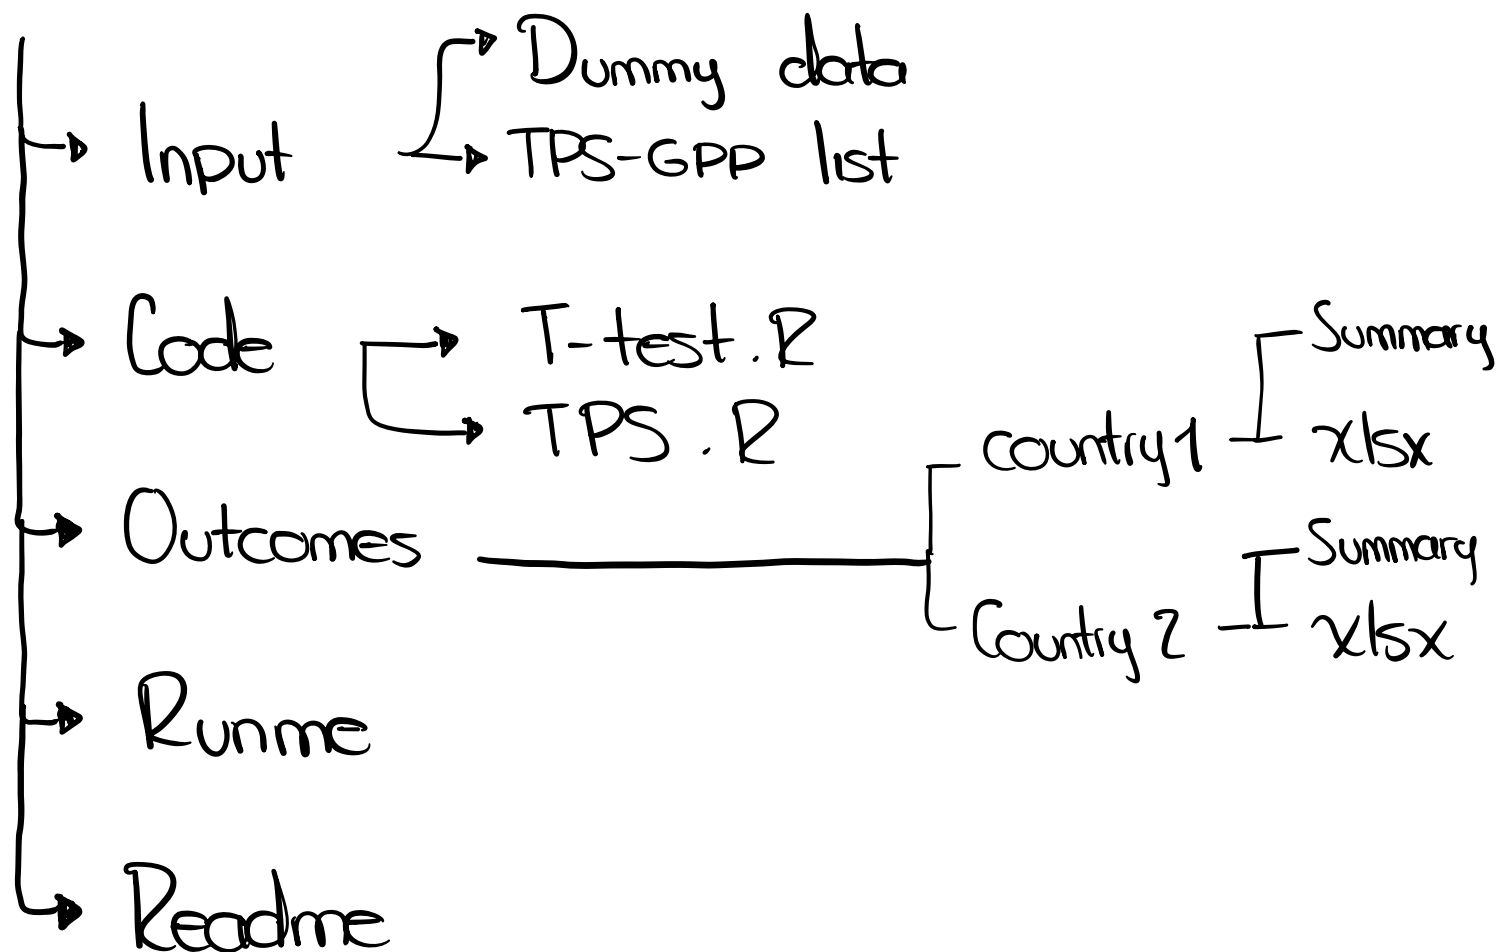 Dummy data
Input
TPS-GPP list
Code
T-test.R
Summary
TPS.R
country1
xlsx
Outcomes
Summary
Country 2
xlsx
Runme
Readme